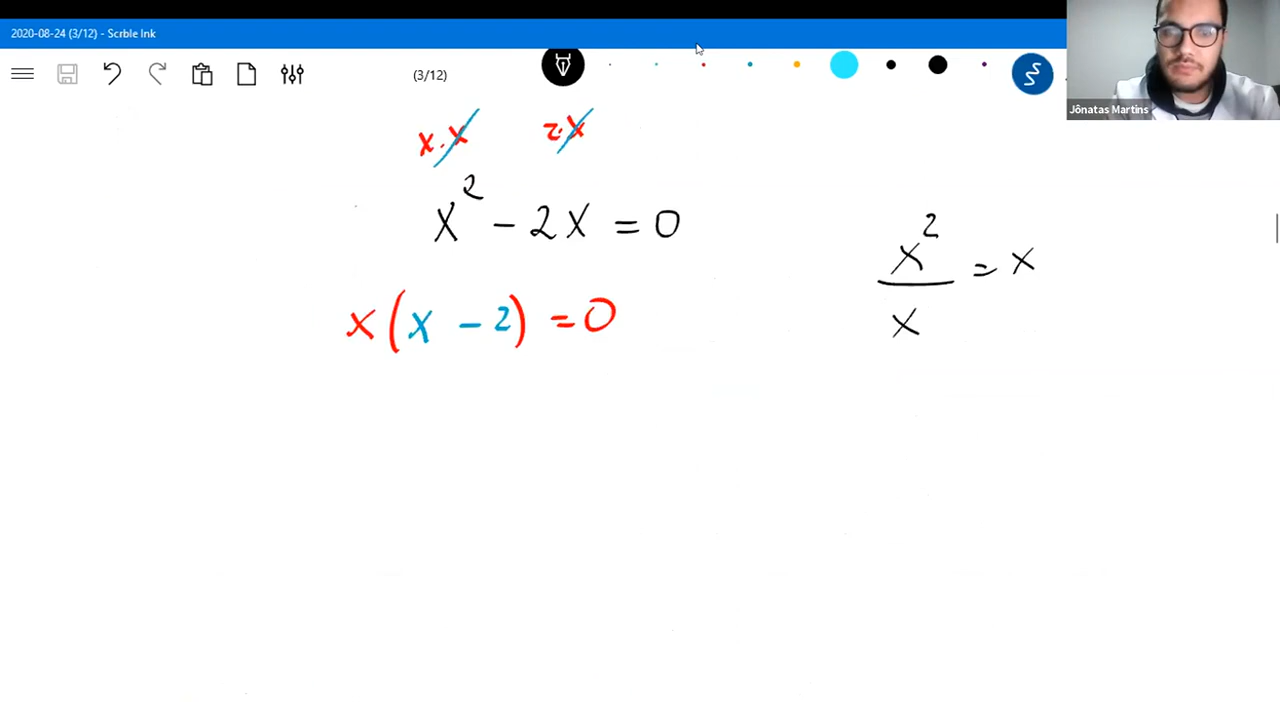 2020-08-24 (3/12) - Scrble Ink
(3/12)
Jônatas Martins
x·x 2·x
x² - 2x = 0
x(x - 2) = 0
x²/x = x